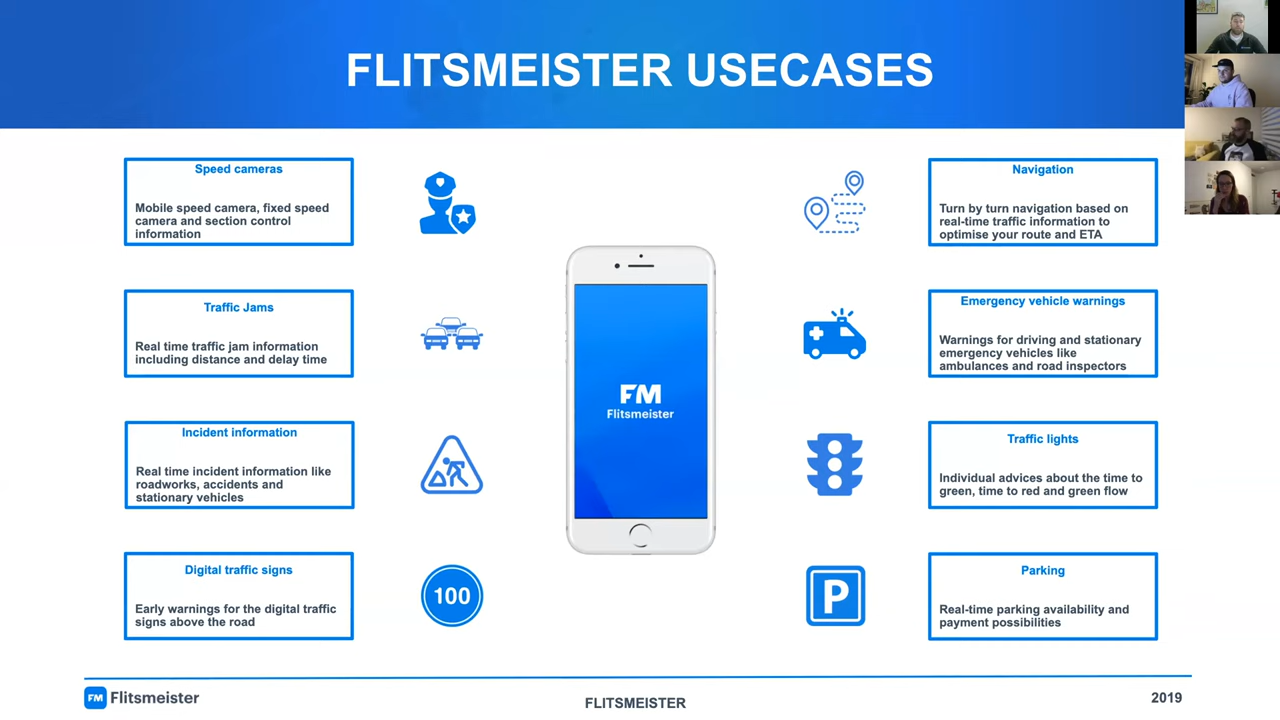 FLITSMEISTER USECASES
Speed cameras
Mobile speed camera, fixed speed
camera and section control
information
Traffic Jams
Real time traffic jam information
including distance and delay time
Incident information
Real time incident information like
roadworks, accidents and
stationary vehicles
Digital traffic signs
Early warnings for the digital traffic
signs above the road
100
FM
Flitsmeister
Navigation
Turn by turn navigation based on
real-time traffic information to
optimise your route and ETA
Emergency vehicle warnings
Warnings for driving and stationary
emergency vehicles like
ambulances and road inspectors
Traffic lights
Individual advices about the time to
green, time to red and green flow
P
Parking
Real-time parking availability and
payment possibilities
FM Flitsmeister
FLITSMEISTER
2019